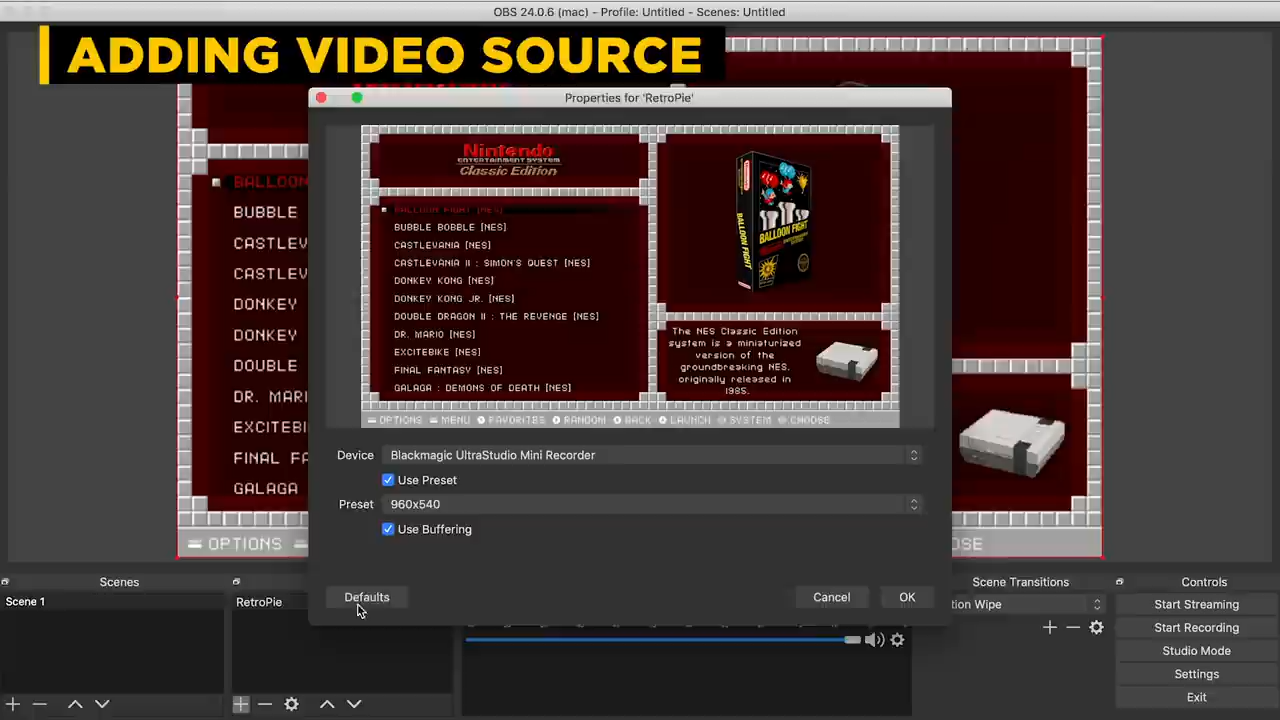 OBS 24.0.6 (mac) - Profile: Untitled - Scenes: Untitled
ADDING VIDEO SOURCE
Properties for 'RetroPie'
Nintendo
ENTERTAINMENT SYSTEM
Classic Edition
BALLOON FIGHT [NES]
BUBBLE BOBBLE [NES]
CASTLEVANIA [NES]
CASTLEVANIA II : SIMON'S QUEST [NES]
DONKEY KONG [NES]
DONKEY KONG JR. [NES]
DOUBLE DRAGON II : THE REVENGE [NES]
DR. MARIO [NES]
EXCITEBIKE [NES]
FINAL FANTASY [NES]
GALAGA : DEMONS OF DEATH [NES]
BALLOON FIGHT
BALLOON FIGHT
The NES Classic Edition
system is a miniaturized
version of the
groundbreaking NES,
originally released in
1985.
OPTIONS MENU FAVORITES RANDOM BACK LAUNCH SYSTEM CHOOSE
BALLOON
BUBBLE
CASTLEV
CASTLEV
DONKEY
DONKEY
DOUBLE
DR. MARI
EXCITEBI
FINAL FA
GALAGA
OPTIONS
OSE
Device Blackmagic UltraStudio Mini Recorder
Use Preset
Preset 960x540
Use Buffering
Defaults Cancel OK
Scenes
Scene 1
RetroPie
Scene Transitions
tion Wipe
Controls
Start Streaming
Start Recording
Studio Mode
Settings
Exit